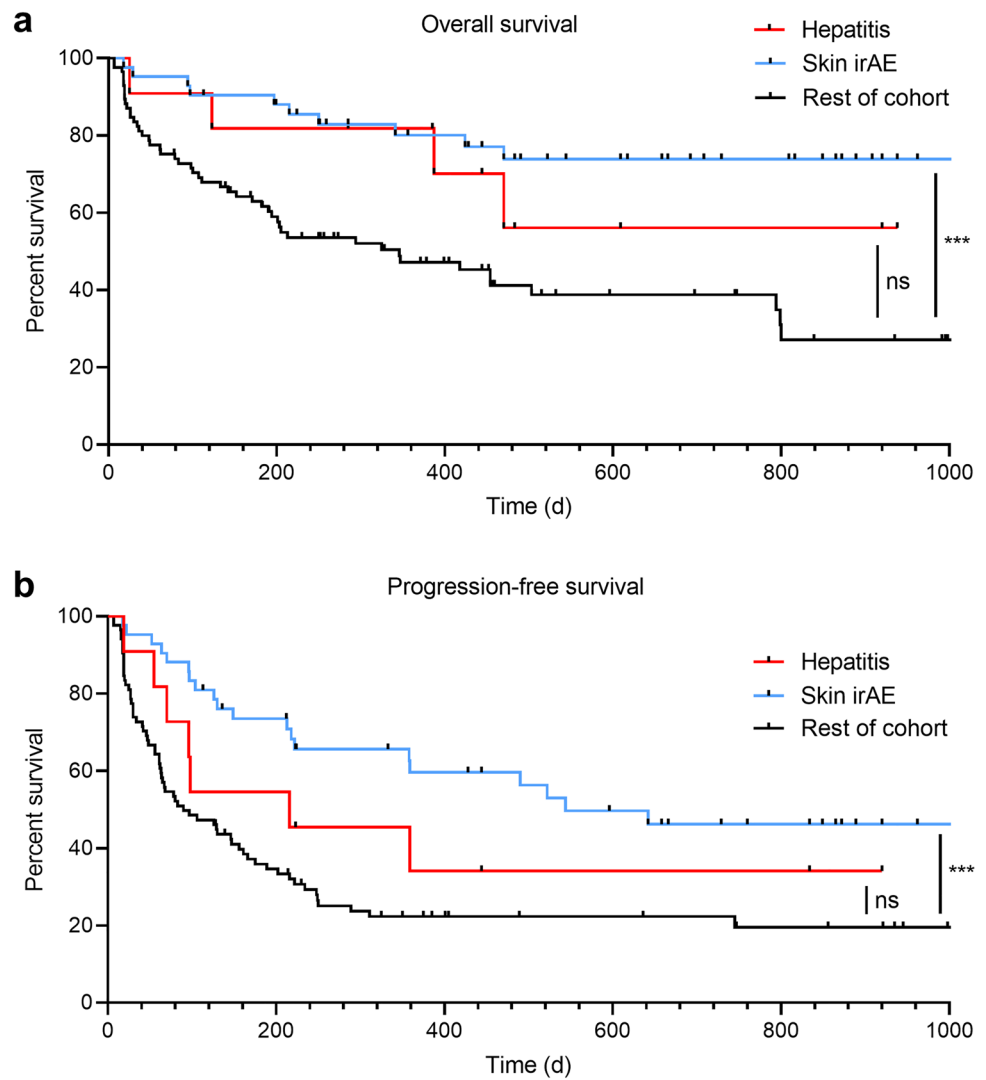 a
Overall survival
Hepatitis
Skin irAE
Rest of cohort
Percent survival
100
80
60
40
20
0
***
ns
0 200 400 600 800 1000
Time (d)
b
Progression-free survival
Hepatitis
Skin irAE
Rest of cohort
Percent survival
100
80
60
40
20
0
***
ns
0 200 400 600 800 1000
Time (d)